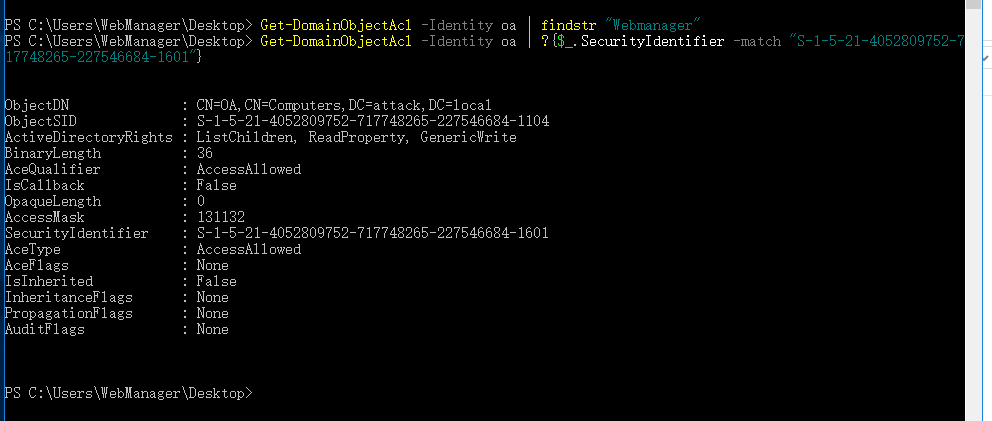 PS C:\Users\WebManager\Desktop> Get-DomainObjectAcl -Identity oa | findstr "Webmanager"
PS C:\Users\WebManager\Desktop> Get-DomainObjectAcl -Identity oa | ?{$_.SecurityIdentifier -match "S-1-5-21-4052809752-7
17748265-227546684-1601"}
ObjectDN : CN=OA,CN=Computers,DC=attack,DC=local
ObjectSID : S-1-5-21-4052809752-717748265-227546684-1104
ActiveDirectoryRights : ListChildren, ReadProperty, GenericWrite
BinaryLength : 36
AceQualifier : AccessAllowed
IsCallback : False
OpaqueLength : 0
AccessMask : 131132
SecurityIdentifier : S-1-5-21-4052809752-717748265-227546684-1601
AceType : AccessAllowed
AceFlags : None
IsInherited : False
InheritanceFlags : None
PropagationFlags : None
AuditFlags : None
PS C:\Users\WebManager\Desktop>